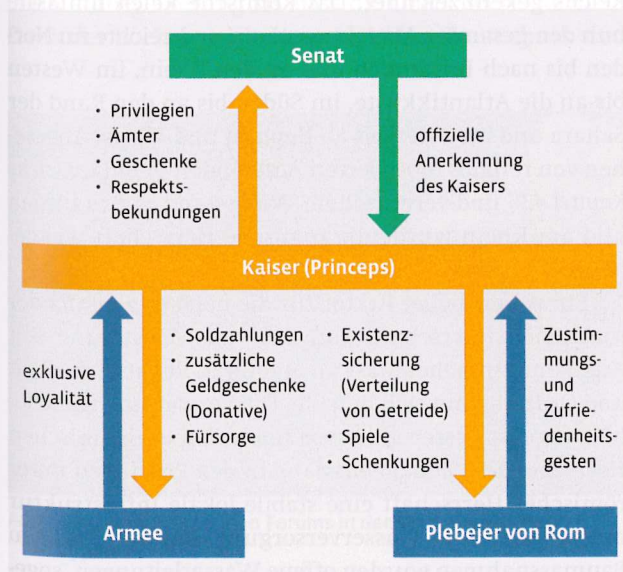 Senat
· Privilegien
· Ämter
· Geschenke
· Respekts-
bekundungen
offizielle
Anerkennung
des Kaisers
Kaiser (Princeps)
exklusive
Loyalität
· Soldzahlungen
· zusätzliche
Geldgeschenke
(Donative)
· Fürsorge
· Existenz-
sicherung
(Verteilung
von Getreide)
· Spiele
· Schenkungen
Zustim-
mungs-
und
Zufrie-
denheits-
gesten
Armee
Plebejer von Rom